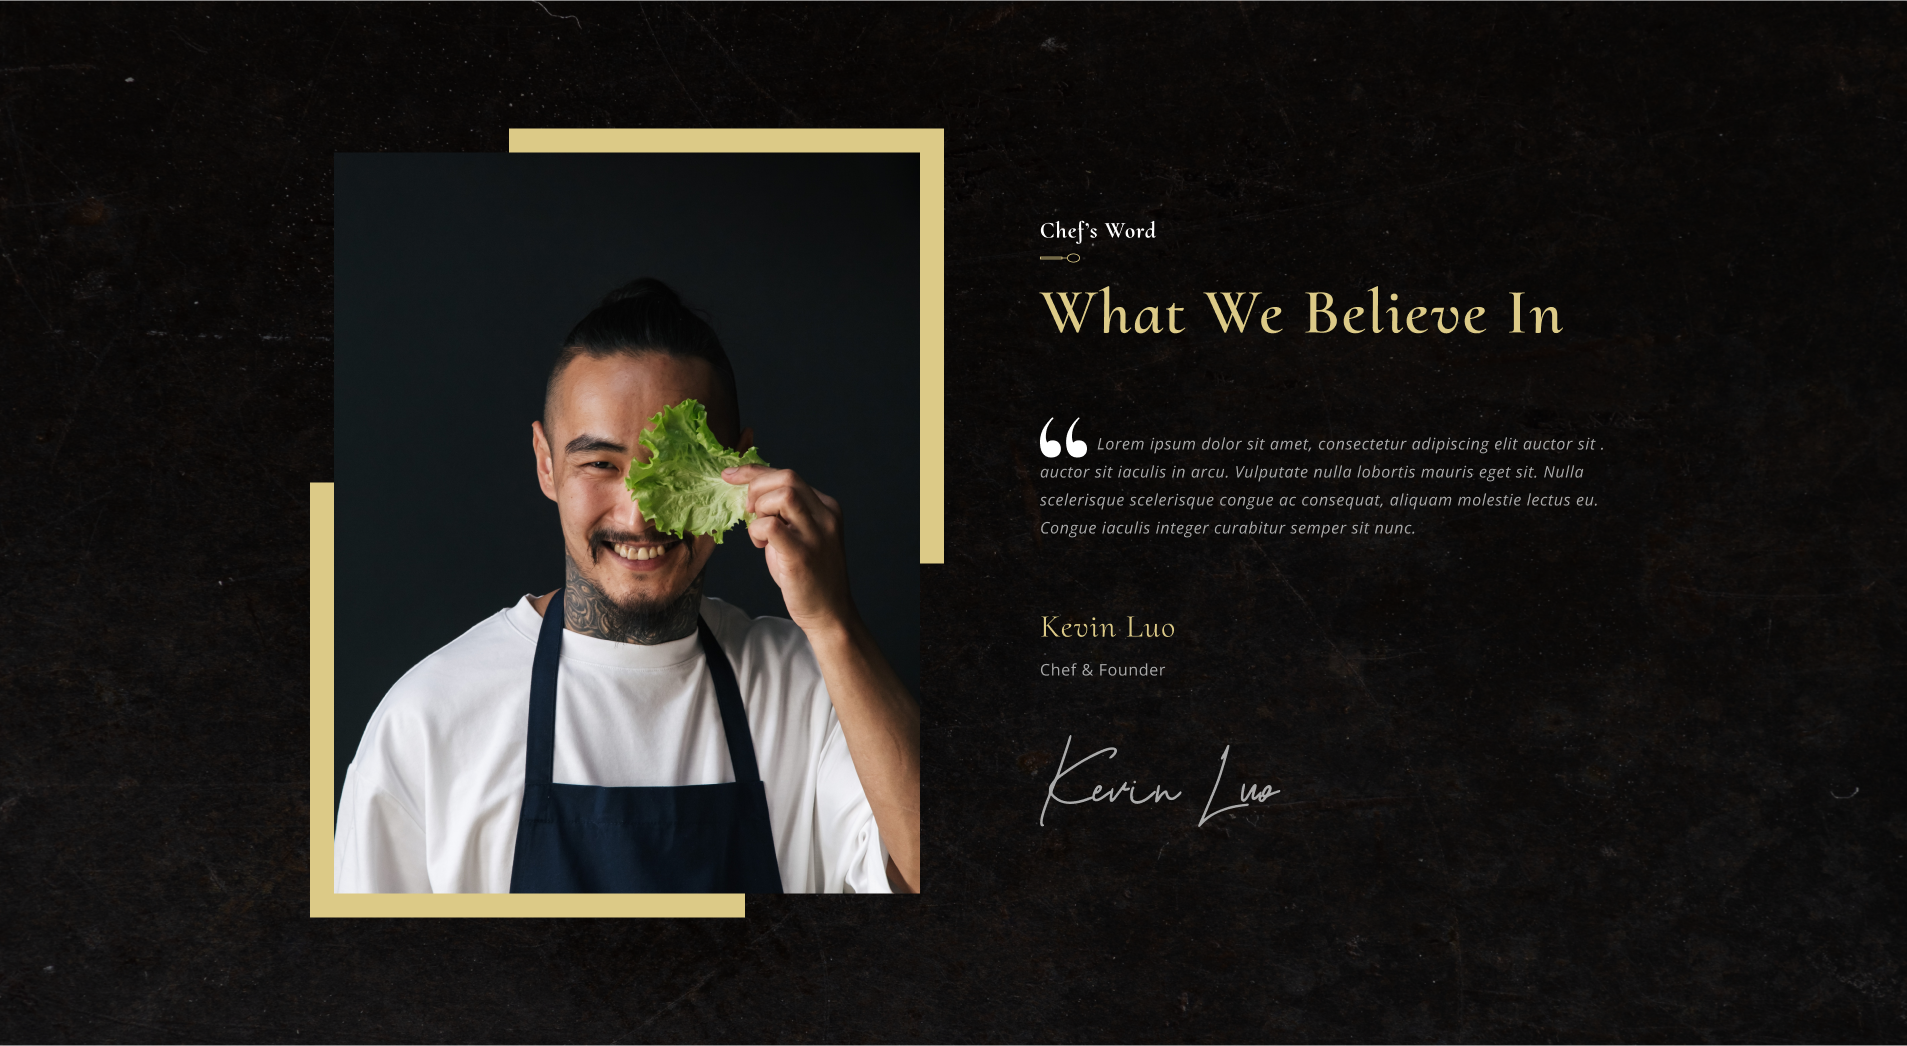 Chef's Word
What We Believe In
Lorem ipsum dolor sit amet, consectetur adipiscing elit auctor sit .
auctor sit iaculis in arcu. Vulputate nulla lobortis mauris eget sit. Nulla
scelerisque scelerisque congue ac consequat, aliquam molestie lectus eu.
Congue iaculis integer curabitur semper sit nunc.
Kevin Luo
Chef & Founder
Kevin Luo